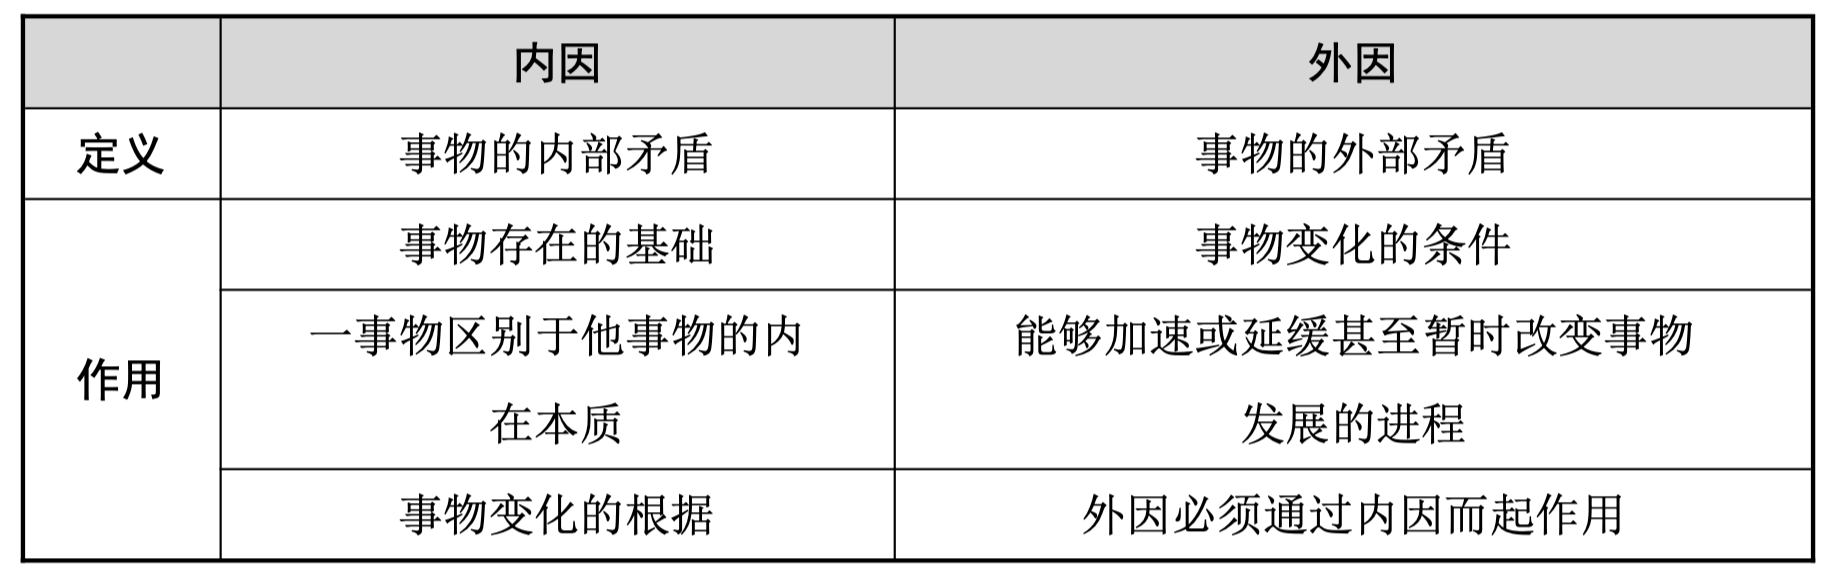 内因 外因
定义 事物的内部矛盾 事物的外部矛盾
作用
事物存在的基础 事物变化的条件
一事物区别于他事物的内
在本质
能够加速或延缓甚至暂时改变事物
发展的进程
事物变化的根据 外因必须通过内因而起作用